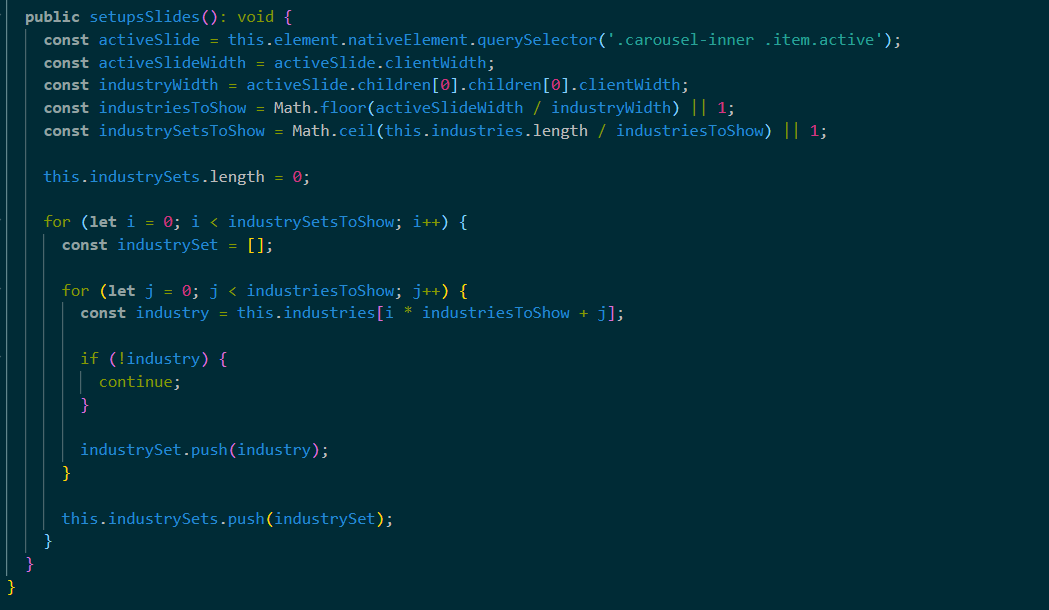 public setupsSlides(): void {
const activeSlide = this.element.nativeElement.querySelector('.carousel-inner .item.active');
const activeSlideWidth = activeSlide.clientWidth;
const industryWidth = activeSlide.children[0].children[0].clientWidth;
const industriesToShow = Math.floor(activeSlideWidth / industryWidth) || 1;
const industrySetsToShow = Math.ceil(this.industries.length / industriesToShow) || 1;
this.industrySets.length = 0;
for (let i = 0; i < industrySetsToShow; i++) {
const industrySet = [];
for (let j = 0; j < industriesToShow; j++) {
const industry = this.industries[i * industriesToShow + j];
if (!industry) {
continue;
}
industrySet.push(industry);
}
this.industrySets.push(industrySet);
}
}
}